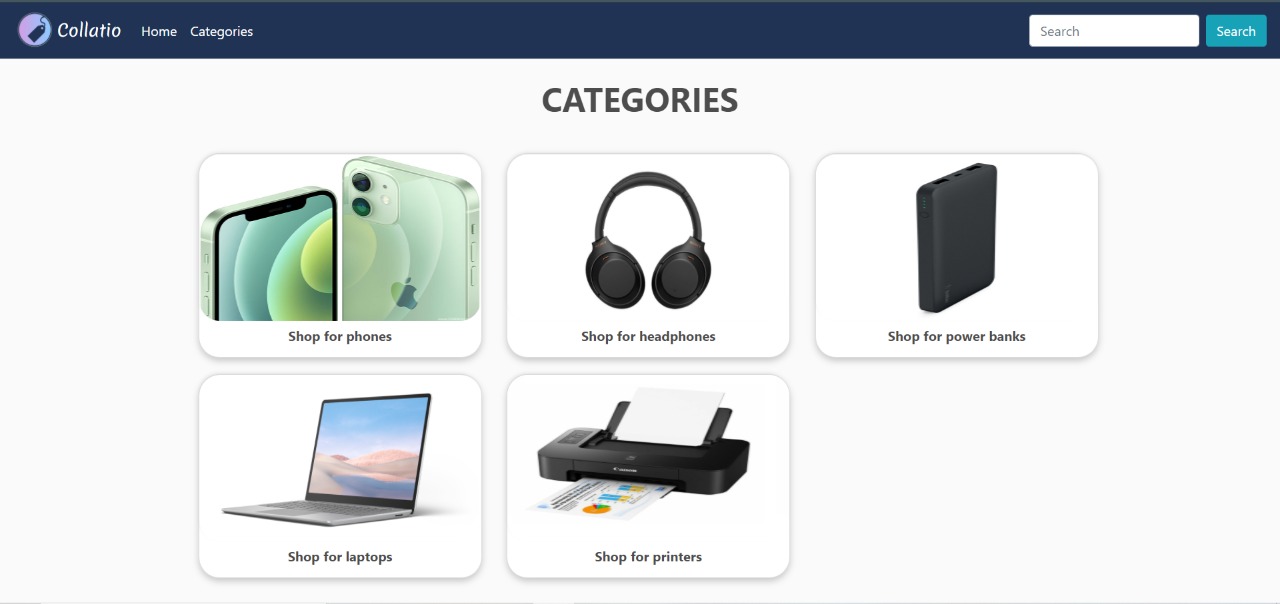 Collatio
Home
Categories
Search
Search
CATEGORIES
Shop for phones
Shop for headphones
Shop for power banks
Shop for laptops
Shop for printers